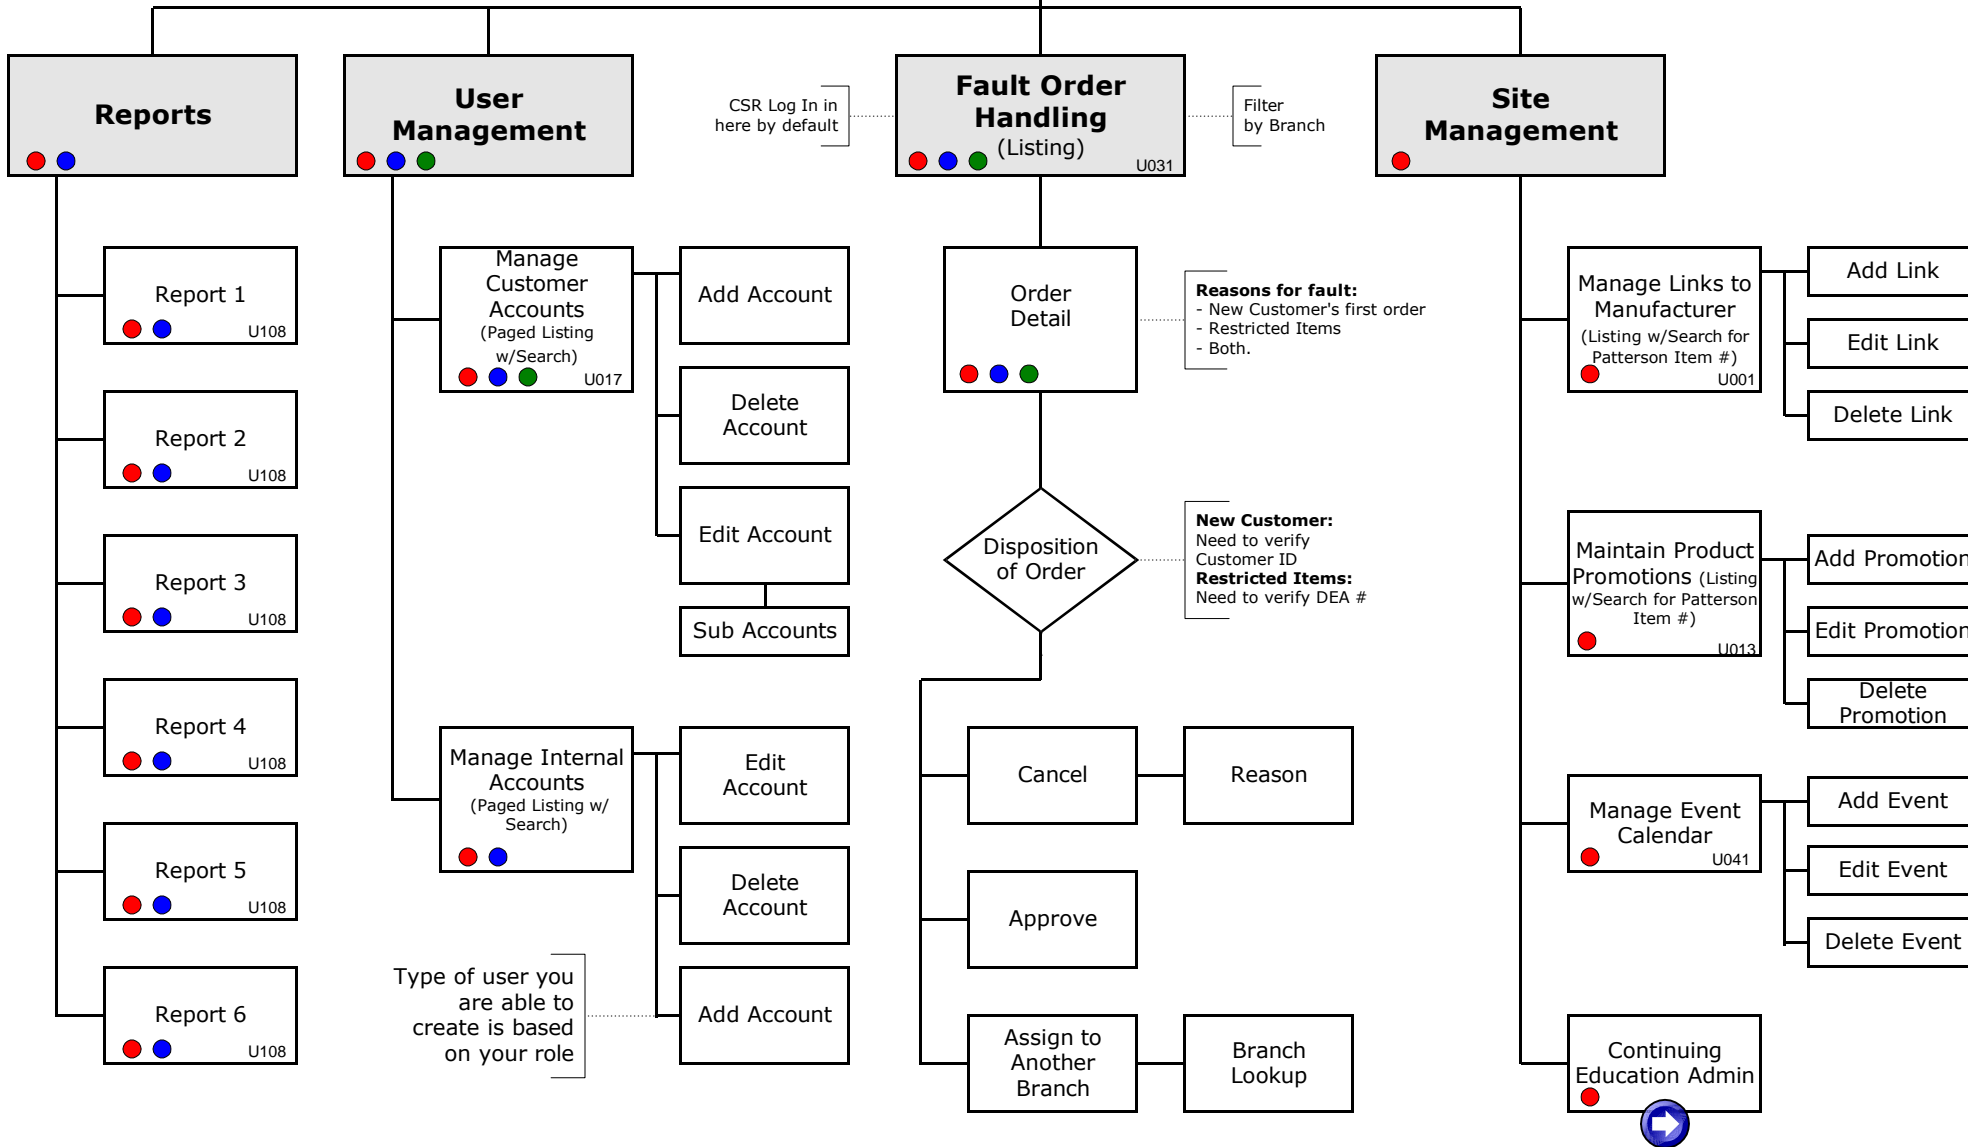 Reports
Report 1
U108
Report 2
U108
Report 3
U108
Report 4
U108
Report 5
U108
Report 6
U108
User
Management
Manage
Customer
Accounts
(Paged Listing
w/Search)
U017
Add Account
Delete
Account
Edit Account
Sub Accounts
Manage Internal
Accounts
(Paged Listing w/
Search)
Edit
Account
Delete
Account
Add Account
Type of user you
are able to
create is based
on your role
CSR Log In in
here by default
Fault Order
Handling
(Listing)
U031
Filter
by Branch
Order
Detail
Reasons for fault:
- New Customer's first order
- Restricted Items
- Both.
Disposition
of Order
New Customer:
Need to verify
Customer ID
Restricted Items:
Need to verify DEA #
Cancel
Reason
Approve
Assign to
Another
Branch
Branch
Lookup
Site
Management
Manage Links to
Manufacturer
(Listing w/Search for
Patterson Item #)
U001
Add Link
Edit Link
Delete Link
Maintain Product
Promotions (Listing
w/Search for Patterson
Item #)
U013
Add Promotion
Edit Promotion
Delete
Promotion
Manage Event
Calendar
U041
Add Event
Edit Event
Delete Event
Continuing
Education Admin